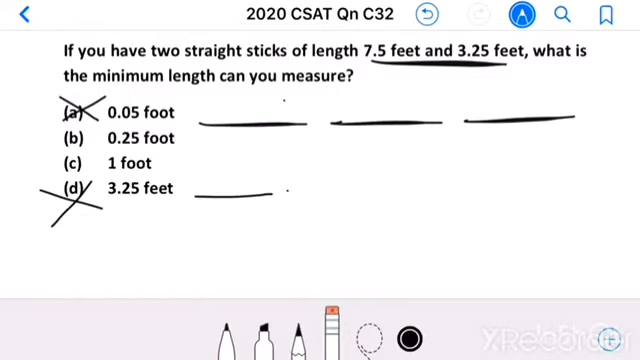 2020 CSAT Qn C32
If you have two straight sticks of length 7.5 feet and 3.25 feet, what is
the minimum length can you measure?
(a) 0.05 foot
(b) 0.25 foot
(c) 1 foot
(d) 3.25 feet
XRecorder